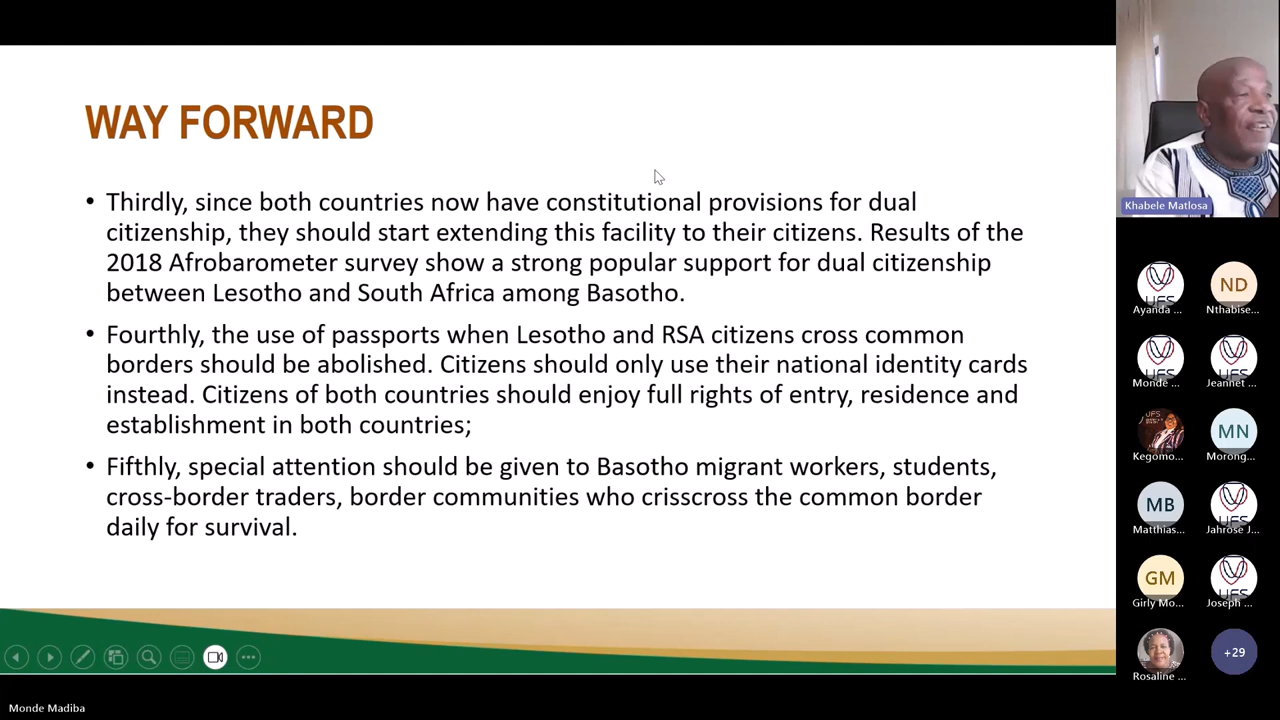 WAY FORWARD
• Thirdly, since both countries now have constitutional provisions for dual
citizenship, they should start extending this facility to their citizens. Results of the
2018 Afrobarometer survey show a strong popular support for dual citizenship
between Lesotho and South Africa among Basotho.
• Fourthly, the use of passports when Lesotho and RSA citizens cross common
borders should be abolished. Citizens should only use their national identity cards
instead. Citizens of both countries should enjoy full rights of entry, residence and
establishment in both countries;
• Fifthly, special attention should be given to Basotho migrant workers, students,
cross-border traders, border communities who crisscross the common border
daily for survival.
Monde Madiba
Khabele Matlosa
UFS
ND
Ayanda ...
Nthabise...
UFS
UFS
Monde ...
Jeannet ...
UFS
MN
Kegomo...
Morong...
MB
UFS
Matthias...
Jahrose J...
GM
UFS
Girly Mo...
Joseph ...
+29
Rosaline ...